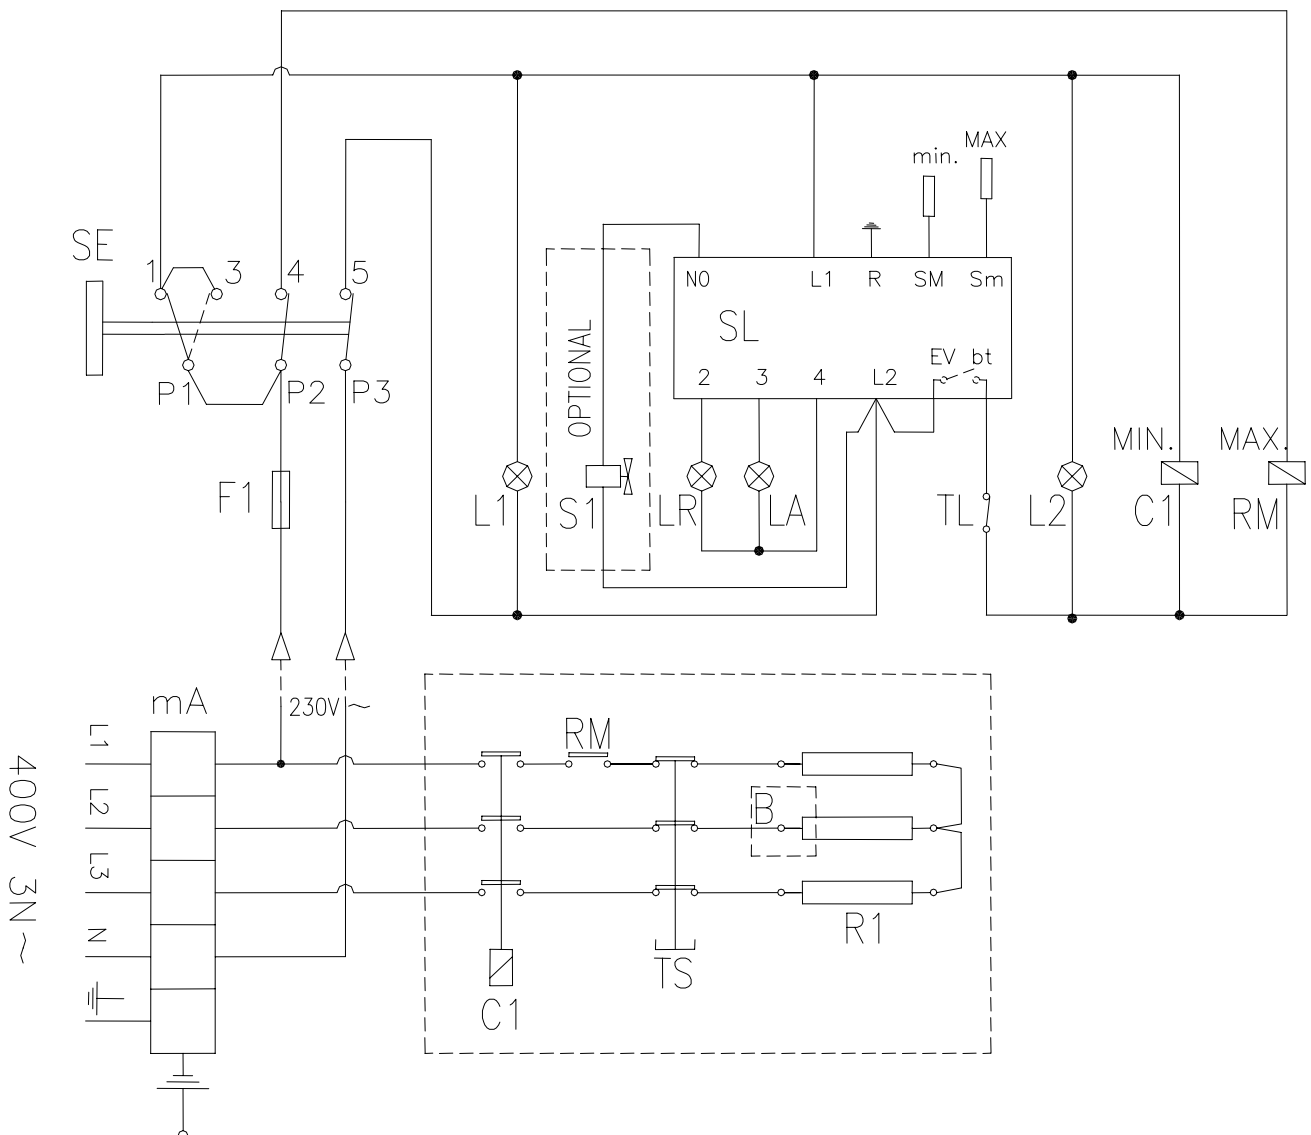 MAX
min.
SE
1 3 4 5
N0 L1 R SM Sm
SL
OPTIONAL
EV bt
2 3 4 L2
P1 P2 P3
MIN. MAX.
F1 L1 S1 LR LA TL L2 C1 RM
mA 230V ~
L1
L2
L3
N
400V 3N ~
RM
B
R1
TS
C1